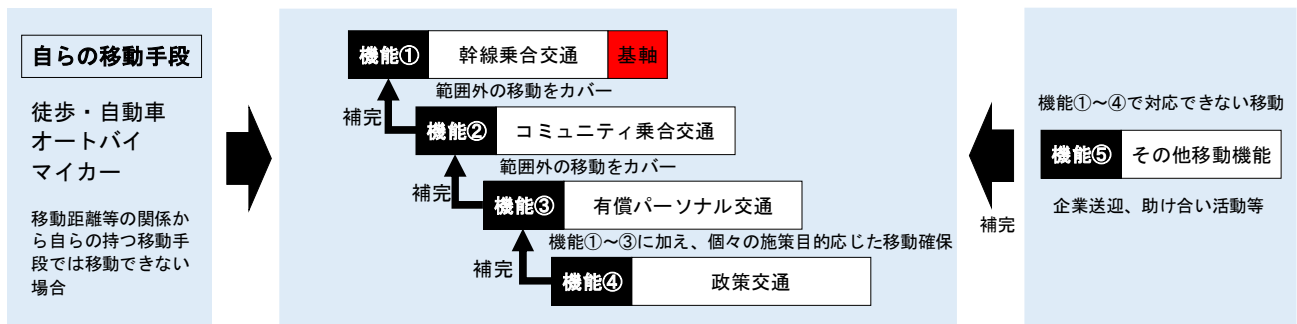 自らの移動手段
徒歩・自動車
オートバイ
マイカー
移動距離等の関係か
ら自らの持つ移動手
段では移動できない
場合
機能① 幹線乗合交通 基軸
範囲外の移動をカバー
補完
機能② コミュニティ乗合交通
範囲外の移動をカバー
補完
機能③ 有償パーソナル交通
機能①～③に加え、個々の施策目的応じた移動確保
補完
機能④ 政策交通
機能①～④で対応できない移動
機能⑤ その他移動機能
企業送迎、助け合い活動等
補完